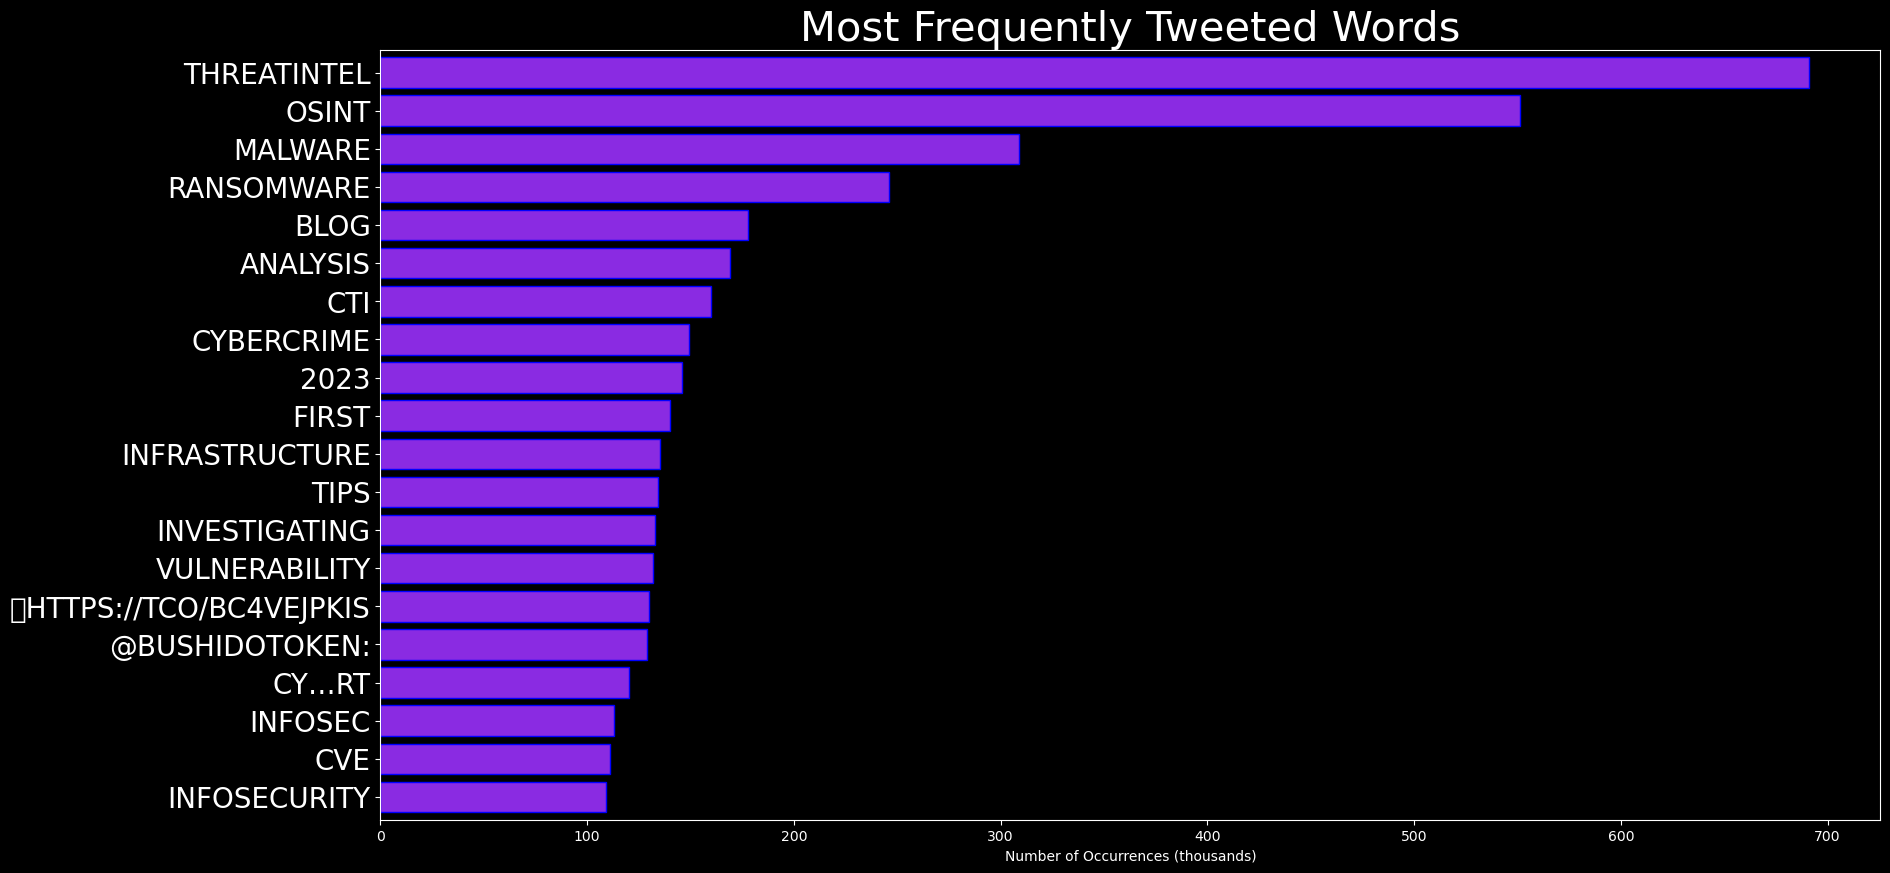 Most Frequently Tweeted Words
THREATINTEL
OSINT
MALWARE
RANSOMWARE
BLOG
ANALYSIS
CTI
CYBERCRIME
2023
FIRST
INFRASTRUCTURE
TIPS
INVESTIGATING
VULNERABILITY
▯HTTPS://TCO/BC4VEJPKIS
@BUSHIDOTOKEN:
CY…RT
INFOSEC
CVE
INFOSECURITY
0 100 200 300 400 500 600 700
Number of Occurrences (thousands)